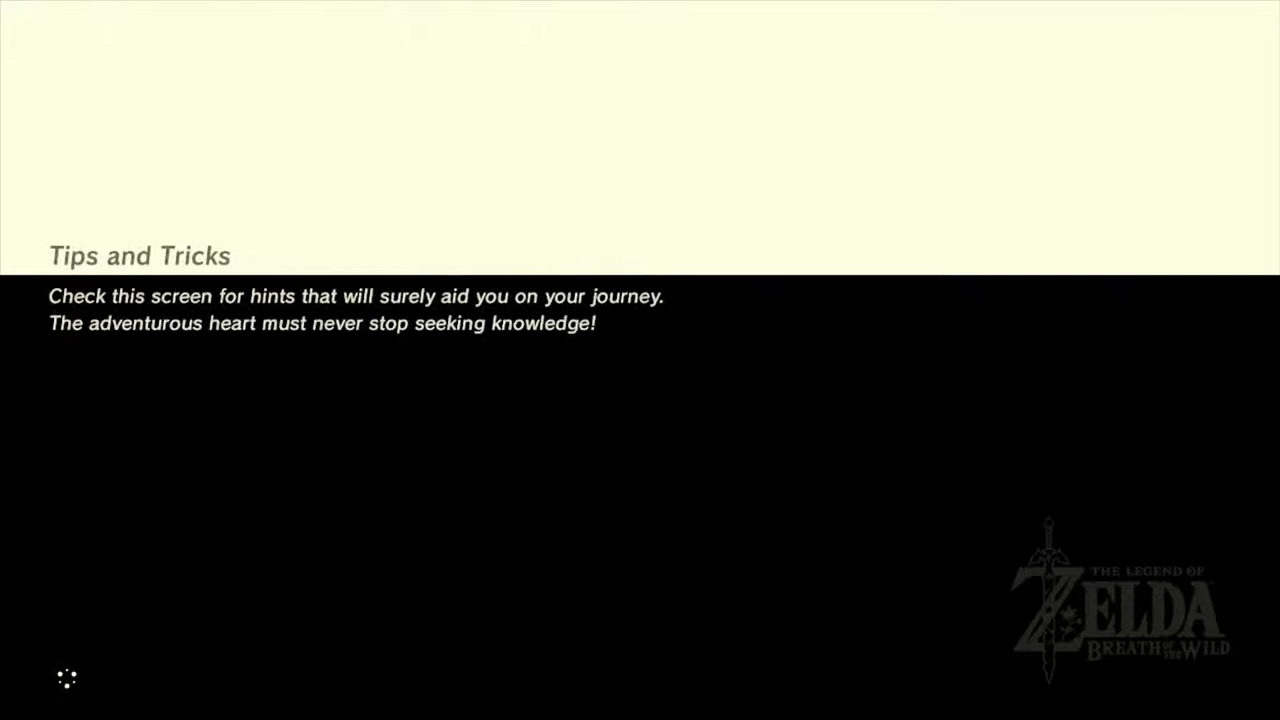 Tips and Tricks
Check this screen for hints that will surely aid you on your journey.
The adventurous heart must never stop seeking knowledge!
THE LEGEND OF
ZELDA
BREATH OF THE WILD